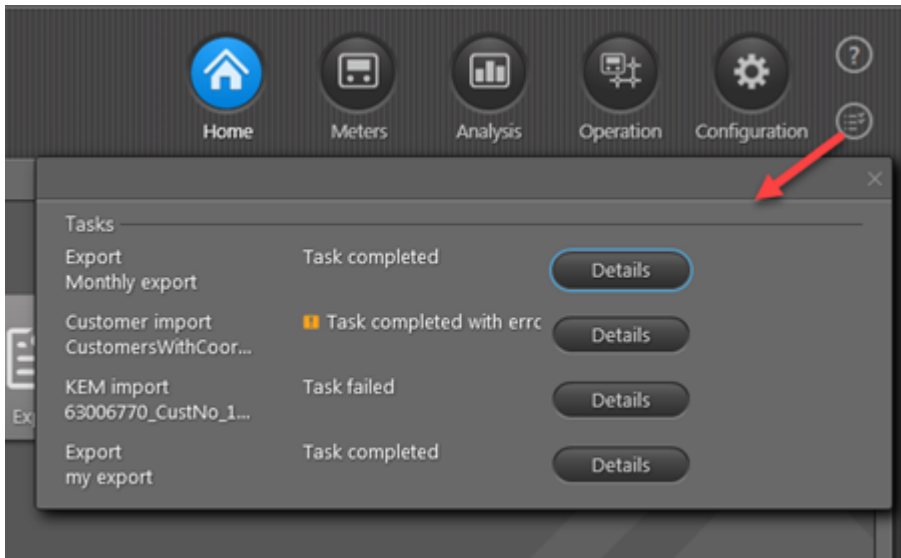 ?
Home
Meters
Analysis
Operation
Configuration
Tasks
Export
Monthly export
Task completed
Details
Customer import
CustomersWithCoor...
Task completed with errc
Details
KEM import
63006770_CustNo_1...
Task failed
Details
Export
my export
Task completed
Details